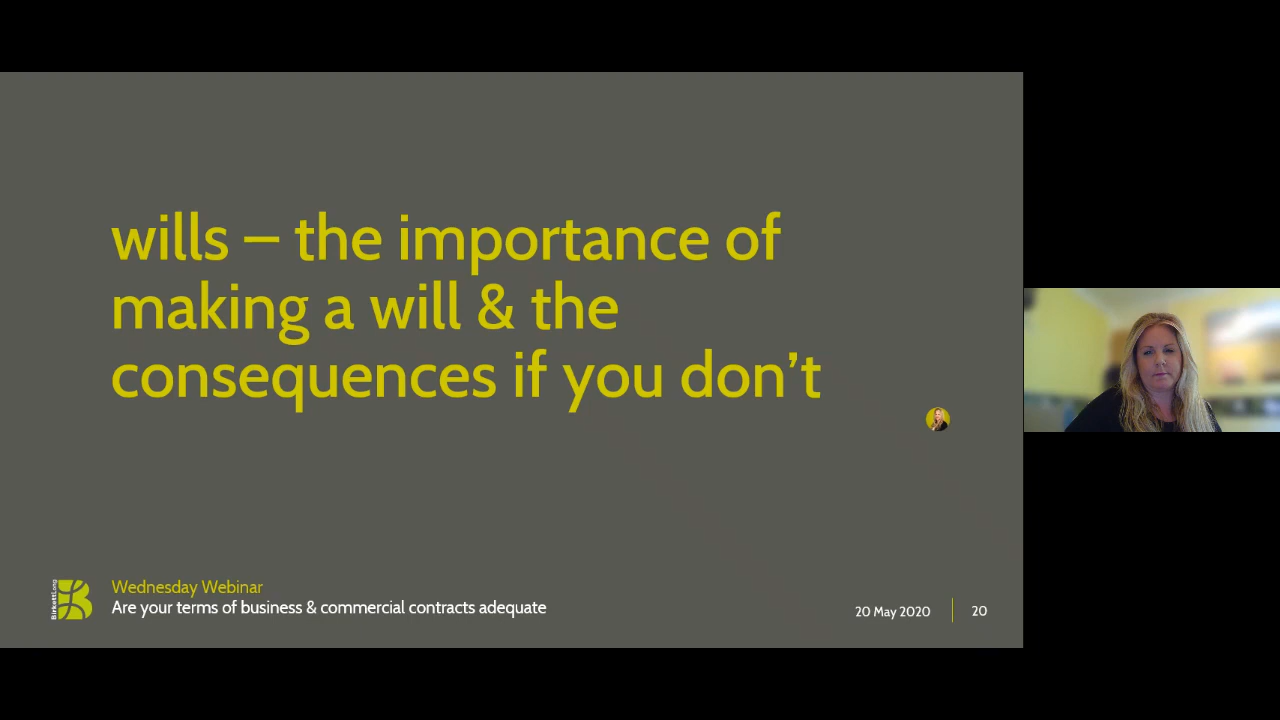 wills – the importance of
making a will & the
consequences if you don’t
BirkettLong
Wednesday Webinar
Are your terms of business & commercial contracts adequate
20 May 2020
20